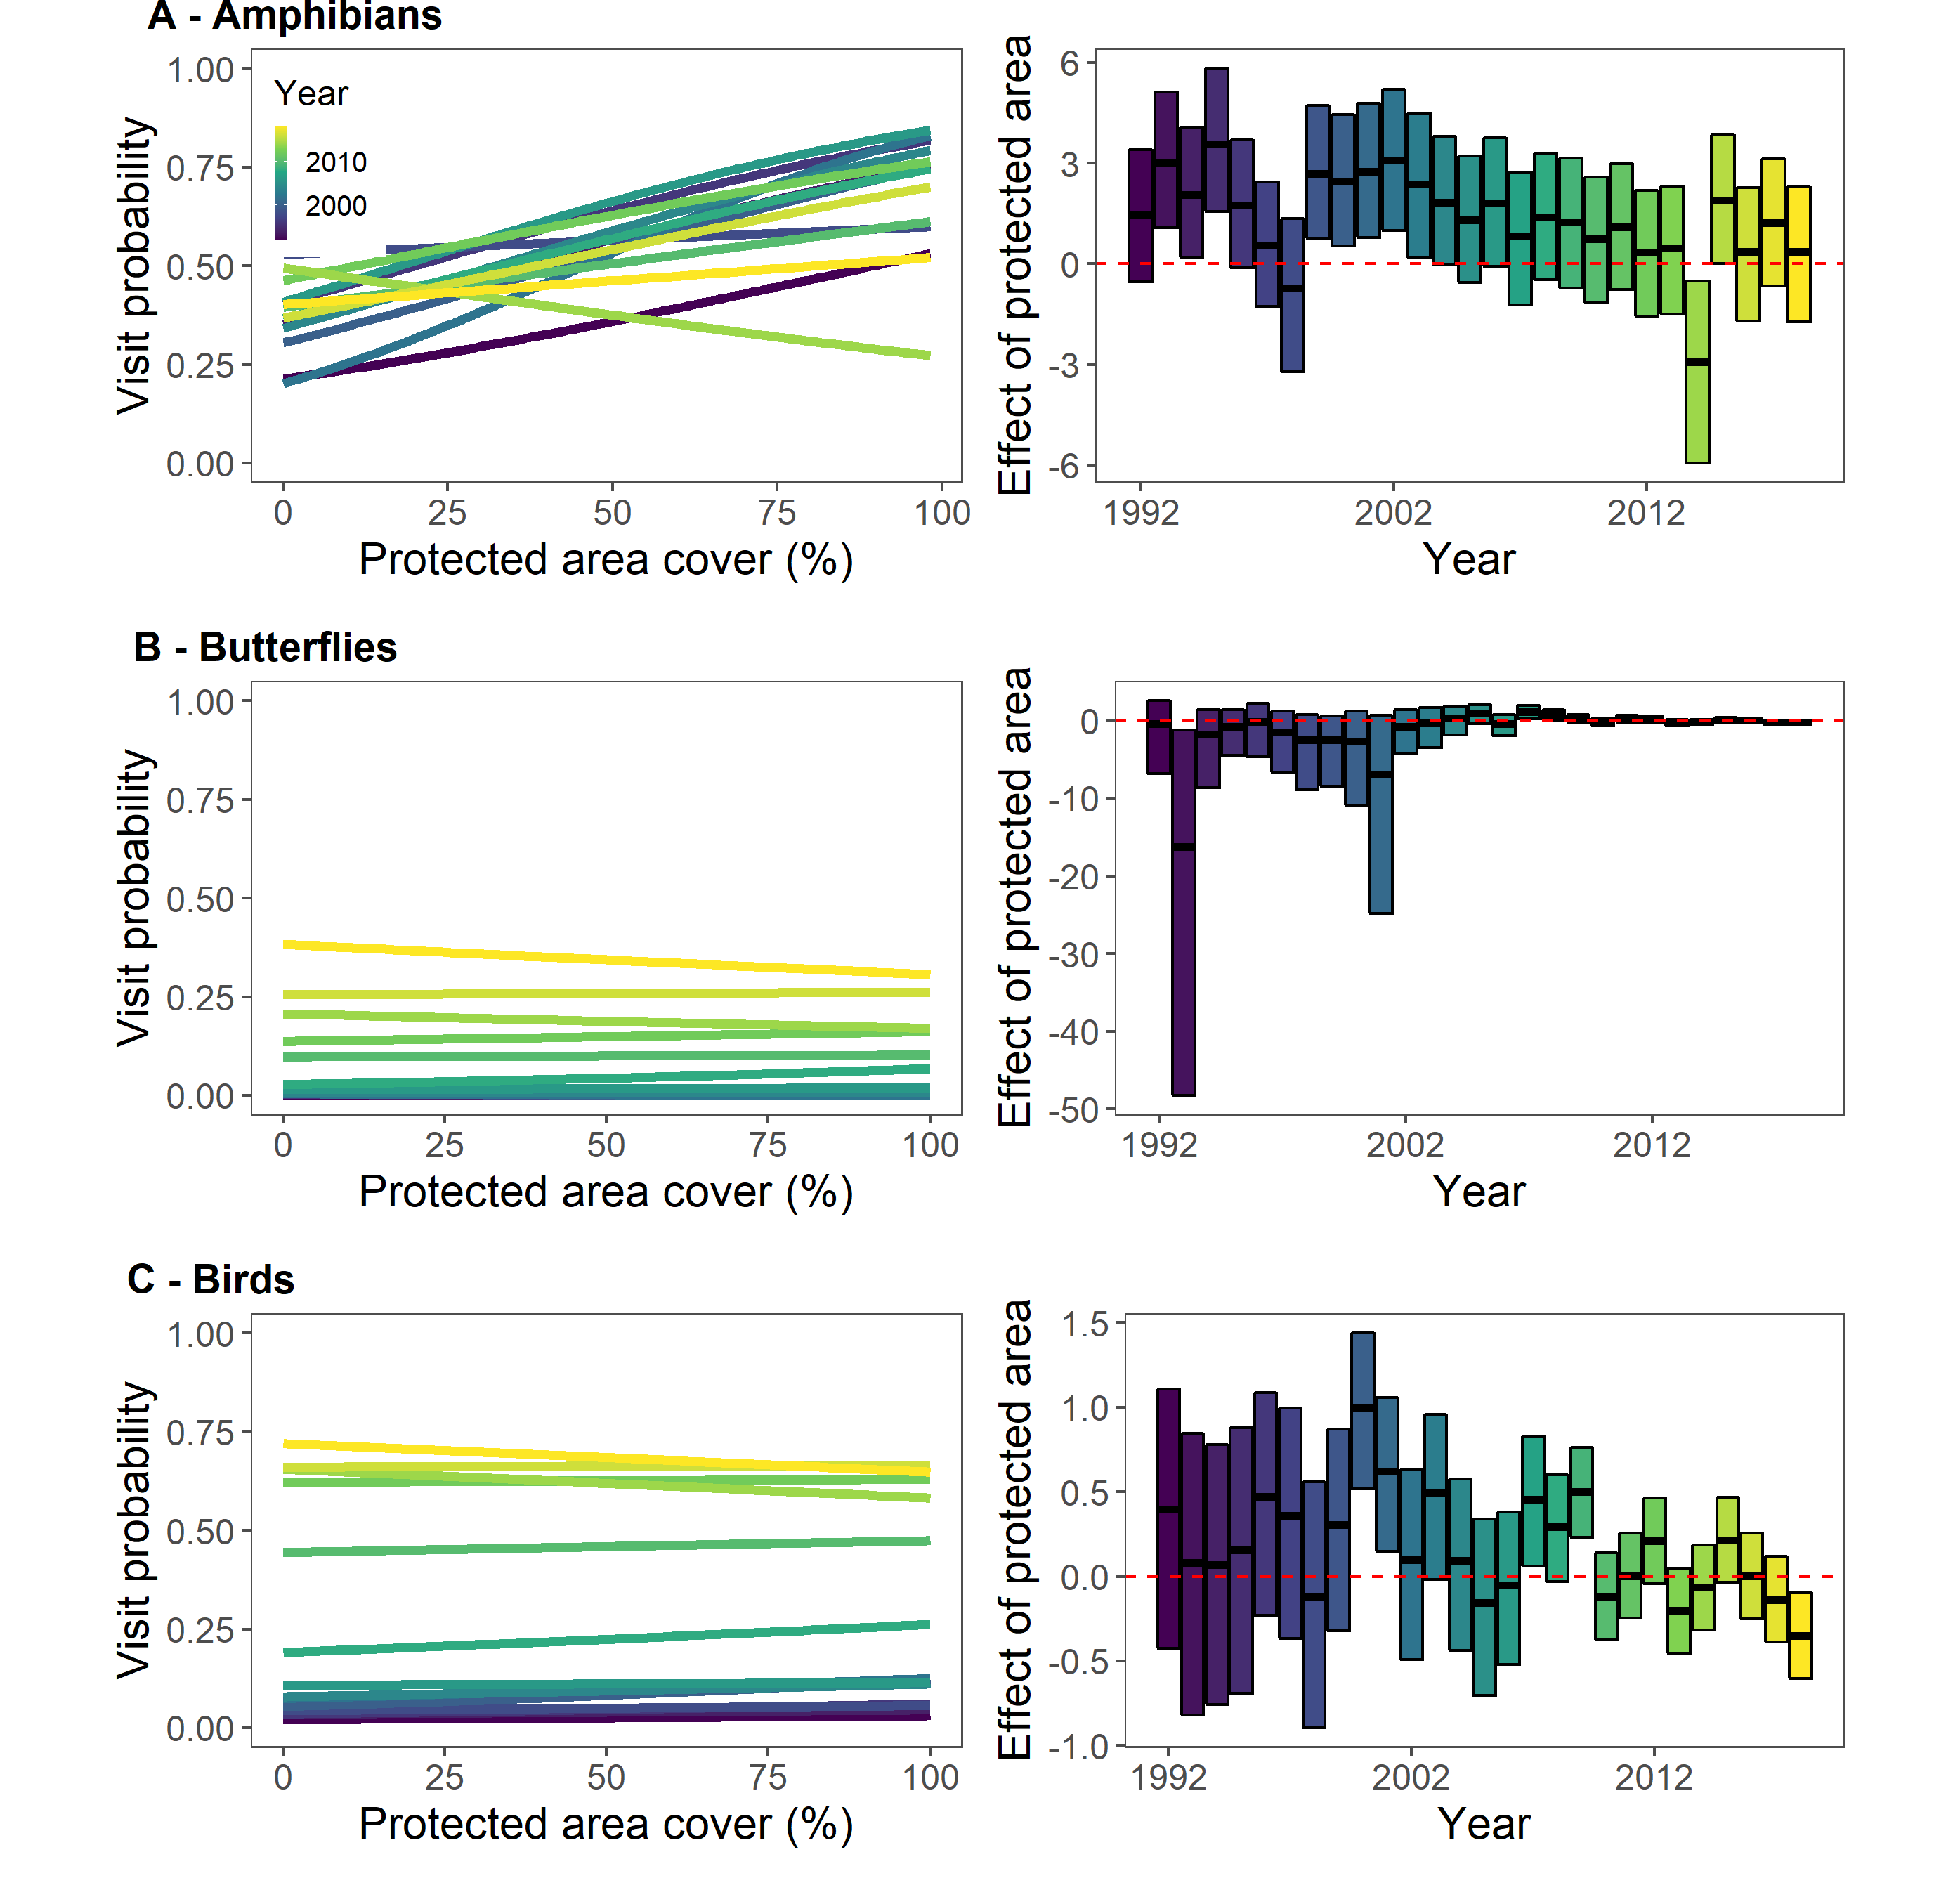 A - Amphibians
Visit probability
1.00
0.75
0.50
0.25
0.00
Year
2010
2000
0 25 50 75 100
Protected area cover (%)
Effect of protected area
6
3
0
-3
-6
1992 2002 2012
Year
B - Butterflies
Visit probability
1.00
0.75
0.50
0.25
0.00
0 25 50 75 100
Protected area cover (%)
Effect of protected area
0
-10
-20
-30
-40
-50
1992 2002 2012
Year
C - Birds
Visit probability
1.00
0.75
0.50
0.25
0.00
0 25 50 75 100
Protected area cover (%)
Effect of protected area
1.5
1.0
0.5
0.0
-0.5
-1.0
1992 2002 2012
Year